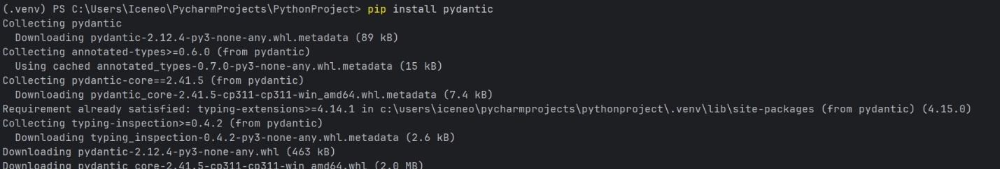 (.venv) PS C:\Users\Iceneo\PycharmProjects\PythonProject> pip install pydantic
Collecting pydantic
  Downloading pydantic-2.12.4-py3-none-any.whl.metadata (89 kB)
Collecting annotated-types>=0.6.0 (from pydantic)
  Using cached annotated_types-0.7.0-py3-none-any.whl.metadata (15 kB)
Collecting pydantic-core==2.41.5 (from pydantic)
  Downloading pydantic_core-2.41.5-cp311-cp311-win_amd64.whl.metadata (7.4 kB)
Requirement already satisfied: typing-extensions>=4.14.1 in c:\users\iceneo\pycharmprojects\pythonproject\.venv\lib\site-packages (from pydantic) (4.15.0)
Collecting typing-inspection>=0.4.2 (from pydantic)
  Downloading typing_inspection-0.4.2-py3-none-any.whl.metadata (2.6 kB)
Downloading pydantic-2.12.4-py3-none-any.whl (463 kB)
Downloading pydantic_core-2.41.5-cp311-cp311-win_amd64.whl (2.0 MB)